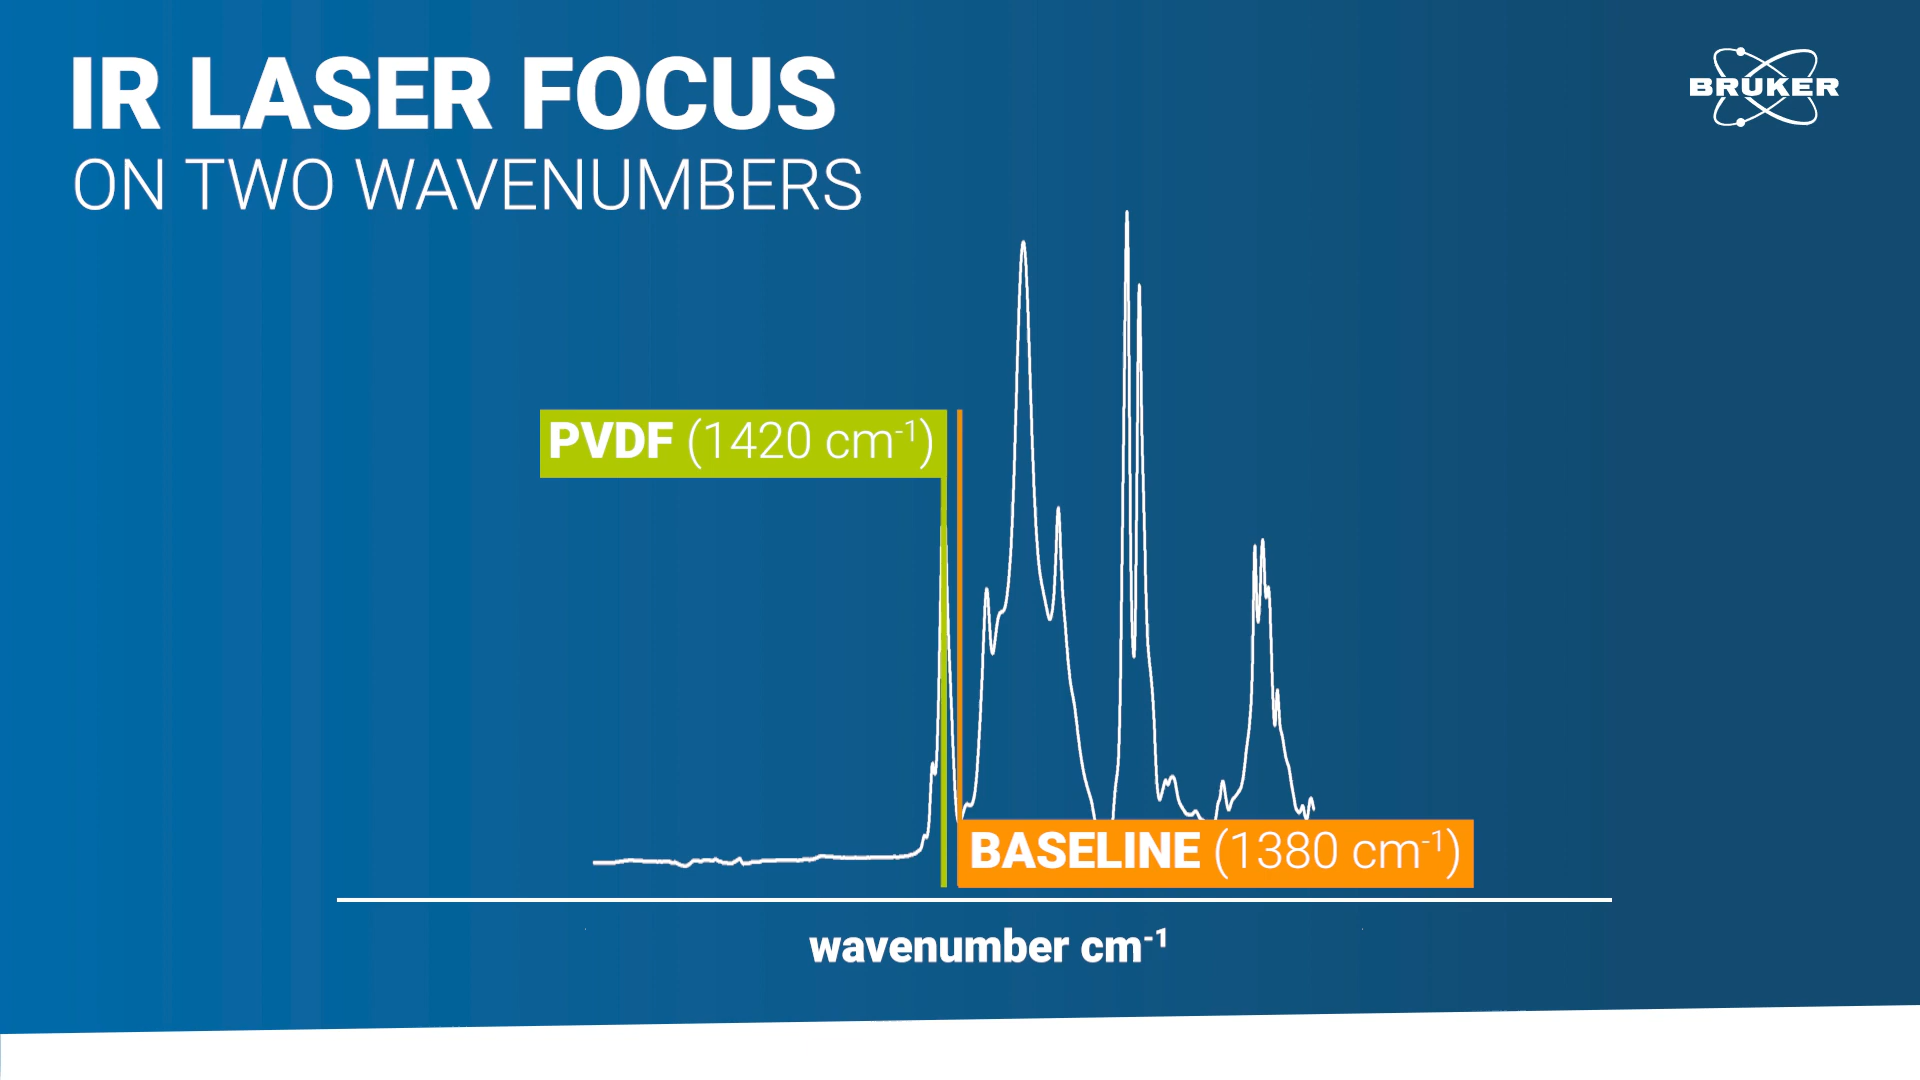 IR LASER FOCUS
ON TWO WAVENUMBERS
BRUKER
PVDF (1420 cm⁻¹)
BASELINE (1380 cm⁻¹)
wavenumber cm⁻¹